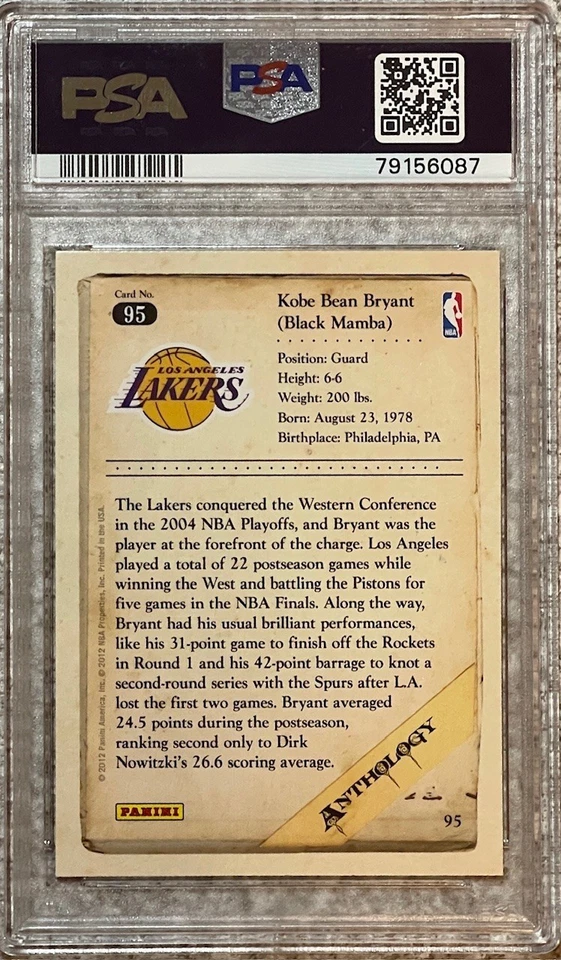 PSA
PSA
79156087
Card No.
95
Kobe Bean Bryant
(Black Mamba)
NBA
LOS ANGELES
LAKERS
Position: Guard
Height: 6-6
Weight: 200 lbs.
Born: August 23, 1978
Birthplace: Philadelphia, PA
The Lakers conquered the Western Conference
in the 2004 NBA Playoffs, and Bryant was the
player at the forefront of the charge. Los Angeles
played a total of 22 postseason games while
winning the West and battling the Pistons for
five games in the NBA Finals. Along the way,
Bryant had his usual brilliant performances,
like his 31-point game to finish off the Rockets
in Round 1 and his 42-point barrage to knot a
second-round series with the Spurs after L.A.
lost the first two games. Bryant averaged
24.5 points during the postseason,
ranking second only to Dirk
Nowitzki's 26.6 scoring average.
© 2012 Panini America, Inc. © 2012 NBA Properties, Inc. Printed in the USA.
ANTHOLOGY
PANINI
95